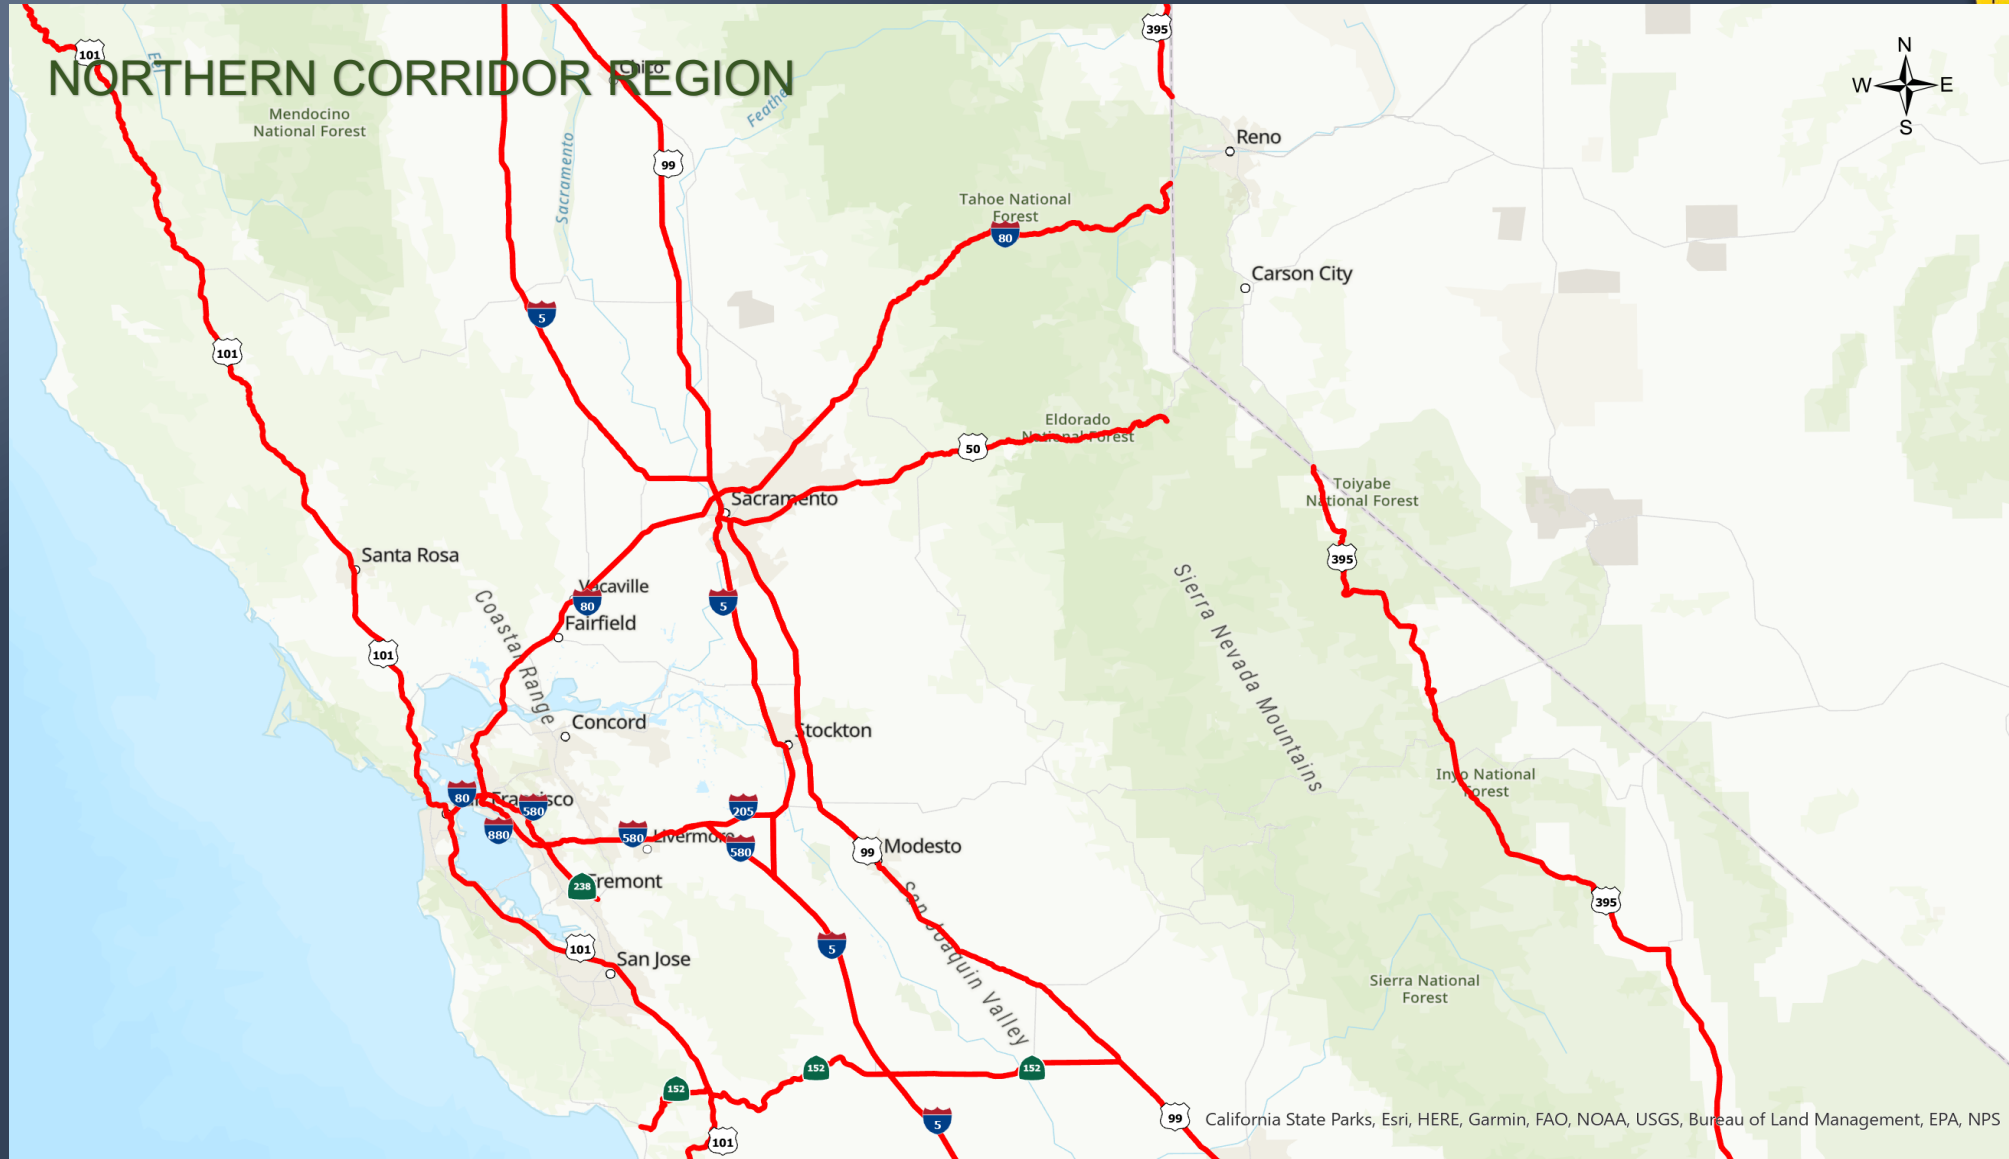 395
101
NORTHERN CORRIDOR REGION
Eel
Chico
N
W E
S
Mendocino
National Forest
Feather
Sacramento
99
Reno
Tahoe National
Forest
80
Carson City
5
101
Eldorado
National Forest
50
Toiyabe
National Forest
Sacramento
Santa Rosa
395
Vacaville
80
5
Fairfield
Coastal Range
Sierra Nevada Mountains
101
Concord
Stockton
Inyo National
Forest
80
Francisco
580
205
880
580
Livermore
580
99
Modesto
238
Fremont
San Joaquin Valley
395
5
101
San Jose
Sierra National
Forest
152
152
152
101
5
99
California State Parks, Esri, HERE, Garmin, FAO, NOAA, USGS, Bureau of Land Management, EPA, NPS